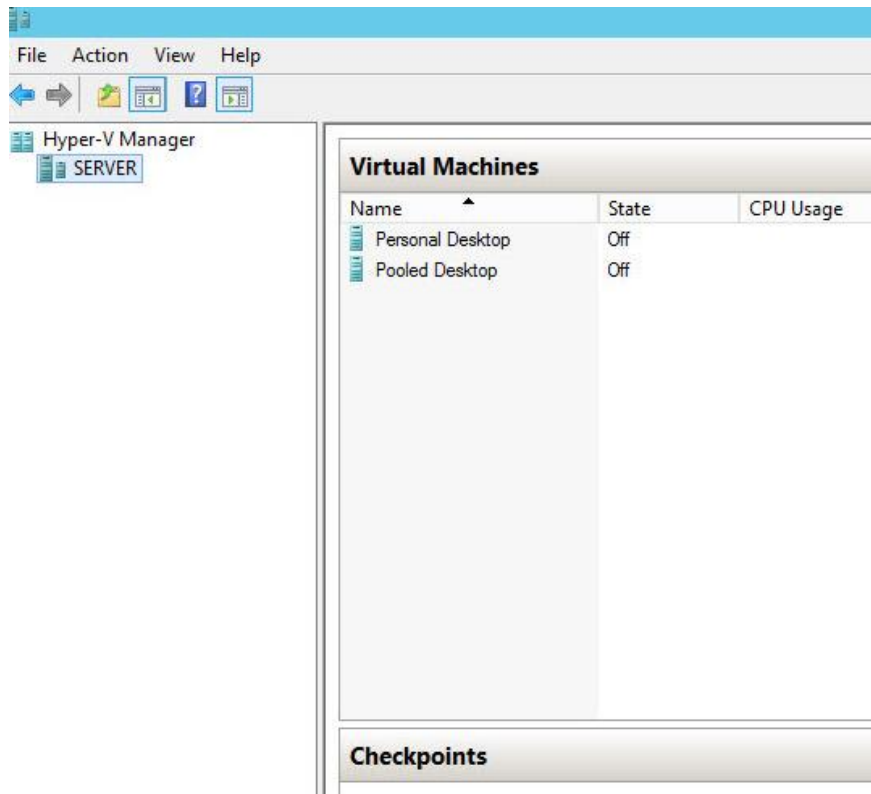 File Action View Help
Hyper-V Manager
SERVER
Virtual Machines
Name State CPU Usage
Personal Desktop Off
Pooled Desktop Off
Checkpoints